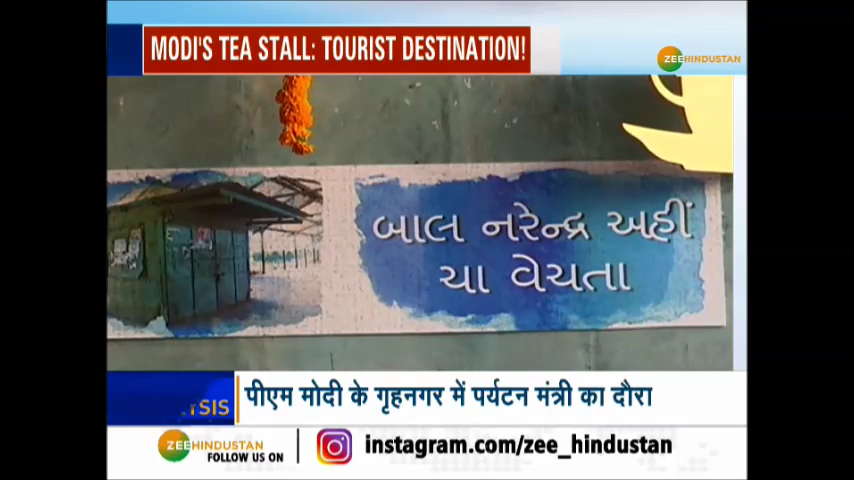 MODI'S TEA STALL: TOURIST DESTINATION!
ZEEHINDUSTAN
બાલ નરેન્દ્ર અહીં
ચા વેચતા
SIS
पीएम मोदी के गृहनगर में पर्यटन मंत्री का दौरा
ZEEHINDUSTAN
FOLLOW US ON
instagram.com/zee_hindustan